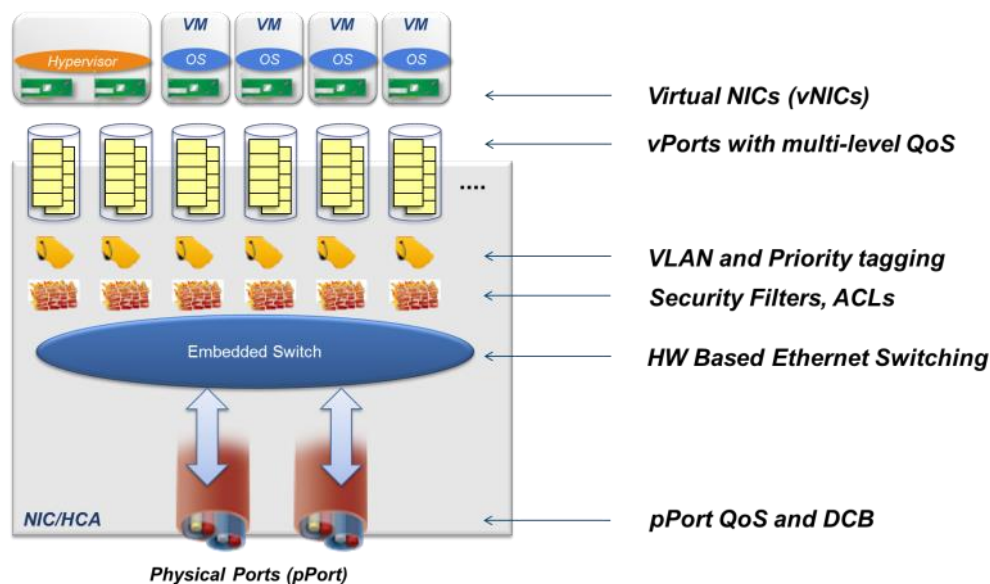 VM VM VM VM
Hypervisor OS OS OS OS
Virtual NICs (vNICs)
vPorts with multi-level QoS
....
VLAN and Priority tagging
Security Filters, ACLs
Embedded Switch
HW Based Ethernet Switching
NIC/HCA
pPort QoS and DCB
Physical Ports (pPort)